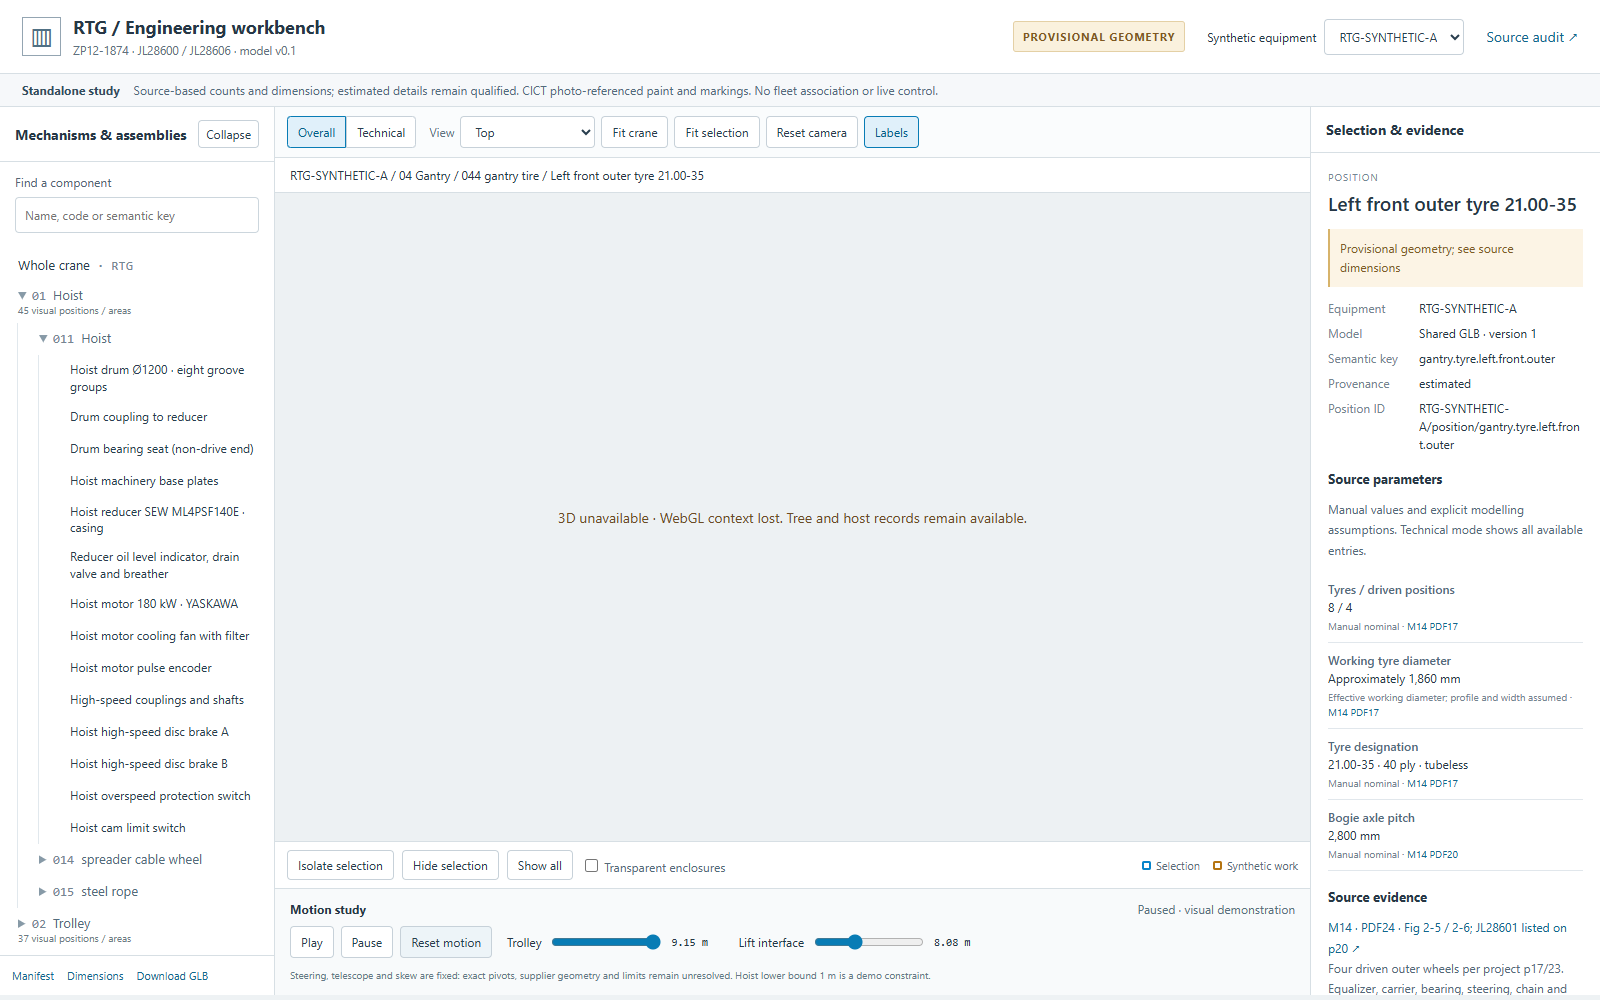 RTG / Engineering workbench
ZP12-1874 · JL28600 / JL28606 · model v0.1
PROVISIONAL GEOMETRY
Synthetic equipment
RTG-SYNTHETIC-A
Source audit ↗
Standalone study
Source-based counts and dimensions; estimated details remain qualified. CICT photo-referenced paint and markings. No fleet association or live control.
Mechanisms & assemblies
Collapse
Find a component
Name, code or semantic key
Whole crane · RTG
01 Hoist
45 visual positions / areas
011 Hoist
Hoist drum Ø1200 · eight groove
groups
Drum coupling to reducer
Drum bearing seat (non-drive end)
Hoist machinery base plates
Hoist reducer SEW ML4PSF140E ·
casing
Reducer oil level indicator, drain
valve and breather
Hoist motor 180 kW · YASKAWA
Hoist motor cooling fan with filter
Hoist motor pulse encoder
High-speed couplings and shafts
Hoist high-speed disc brake A
Hoist high-speed disc brake B
Hoist overspeed protection switch
Hoist cam limit switch
014 spreader cable wheel
015 steel rope
02 Trolley
37 visual positions / areas
Manifest
Dimensions
Download GLB
Overall
Technical
View
Top
Fit crane
Fit selection
Reset camera
Labels
RTG-SYNTHETIC-A / 04 Gantry / 044 gantry tire / Left front outer tyre 21.00-35
3D unavailable · WebGL context lost. Tree and host records remain available.
Isolate selection
Hide selection
Show all
Transparent enclosures
Selection
Synthetic work
Motion study
Paused · visual demonstration
Play
Pause
Reset motion
Trolley
9.15 m
Lift interface
8.08 m
Steering, telescope and skew are fixed: exact pivots, supplier geometry and limits remain unresolved. Hoist lower bound 1 m is a demo constraint.
Selection & evidence
POSITION
Left front outer tyre 21.00-35
Provisional geometry; see source
dimensions
Equipment
RTG-SYNTHETIC-A
Model
Shared GLB · version 1
Semantic key
gantry.tyre.left.front.outer
Provenance
estimated
Position ID
RTG-SYNTHETIC-
A/position/gantry.tyre.left.fron
t.outer
Source parameters
Manual values and explicit modelling
assumptions. Technical mode shows all available
entries.
Tyres / driven positions
8 / 4
Manual nominal · M14 PDF17
Working tyre diameter
Approximately 1,860 mm
Effective working diameter; profile and width assumed ·
M14 PDF17
Tyre designation
21.00-35 · 40 ply · tubeless
Manual nominal · M14 PDF17
Bogie axle pitch
2,800 mm
Manual nominal · M14 PDF20
Source evidence
M14 · PDF24 · Fig 2-5 / 2-6; JL28601 listed on
p20 ↗
Four driven outer wheels per project p17/23.
Equalizer, carrier, bearing, steering, chain and